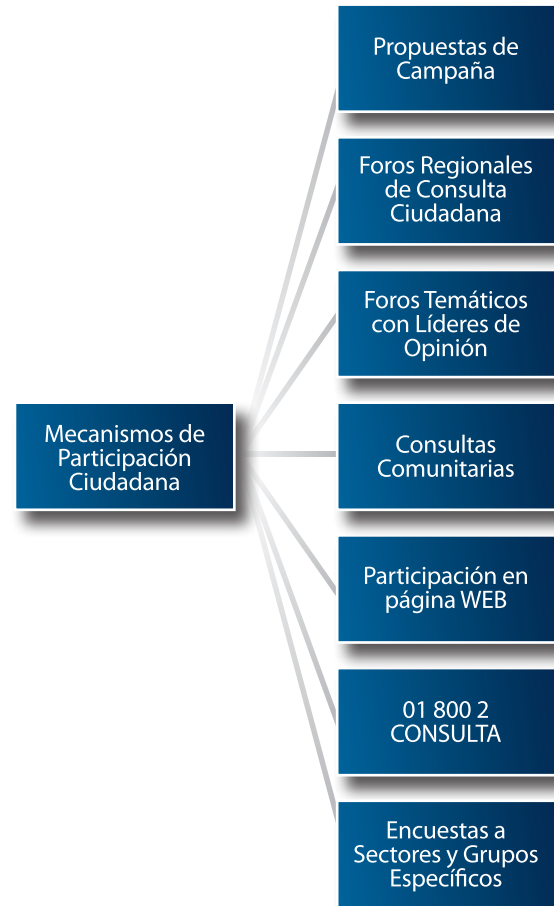 Propuestas de
Campaña
Foros Regionales
de Consulta
Ciudadana
Foros Temáticos
con Líderes de
Opinión
Mecanismos de
Participación
Ciudadana
Consultas
Comunitarias
Participación en
página WEB
01 800 2
CONSULTA
Encuestas a
Sectores y Grupos
Específicos